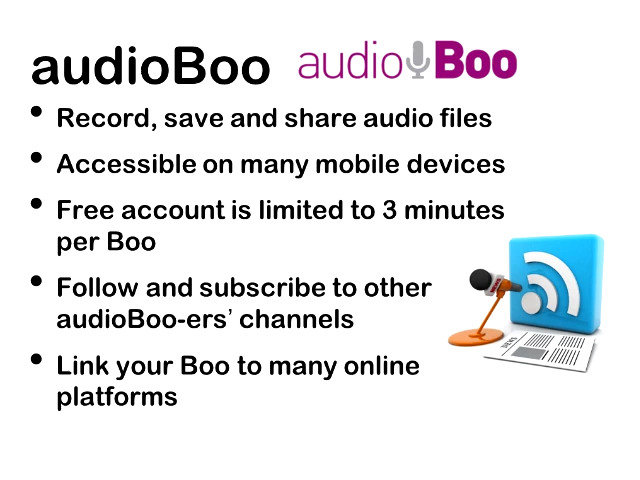 audioBoo audioBoo
• Record, save and share audio files
• Accessible on many mobile devices
• Free account is limited to 3 minutes
per Boo
• Follow and subscribe to other
audioBoo-ers’ channels
• Link your Boo to many online
platforms
NEWS